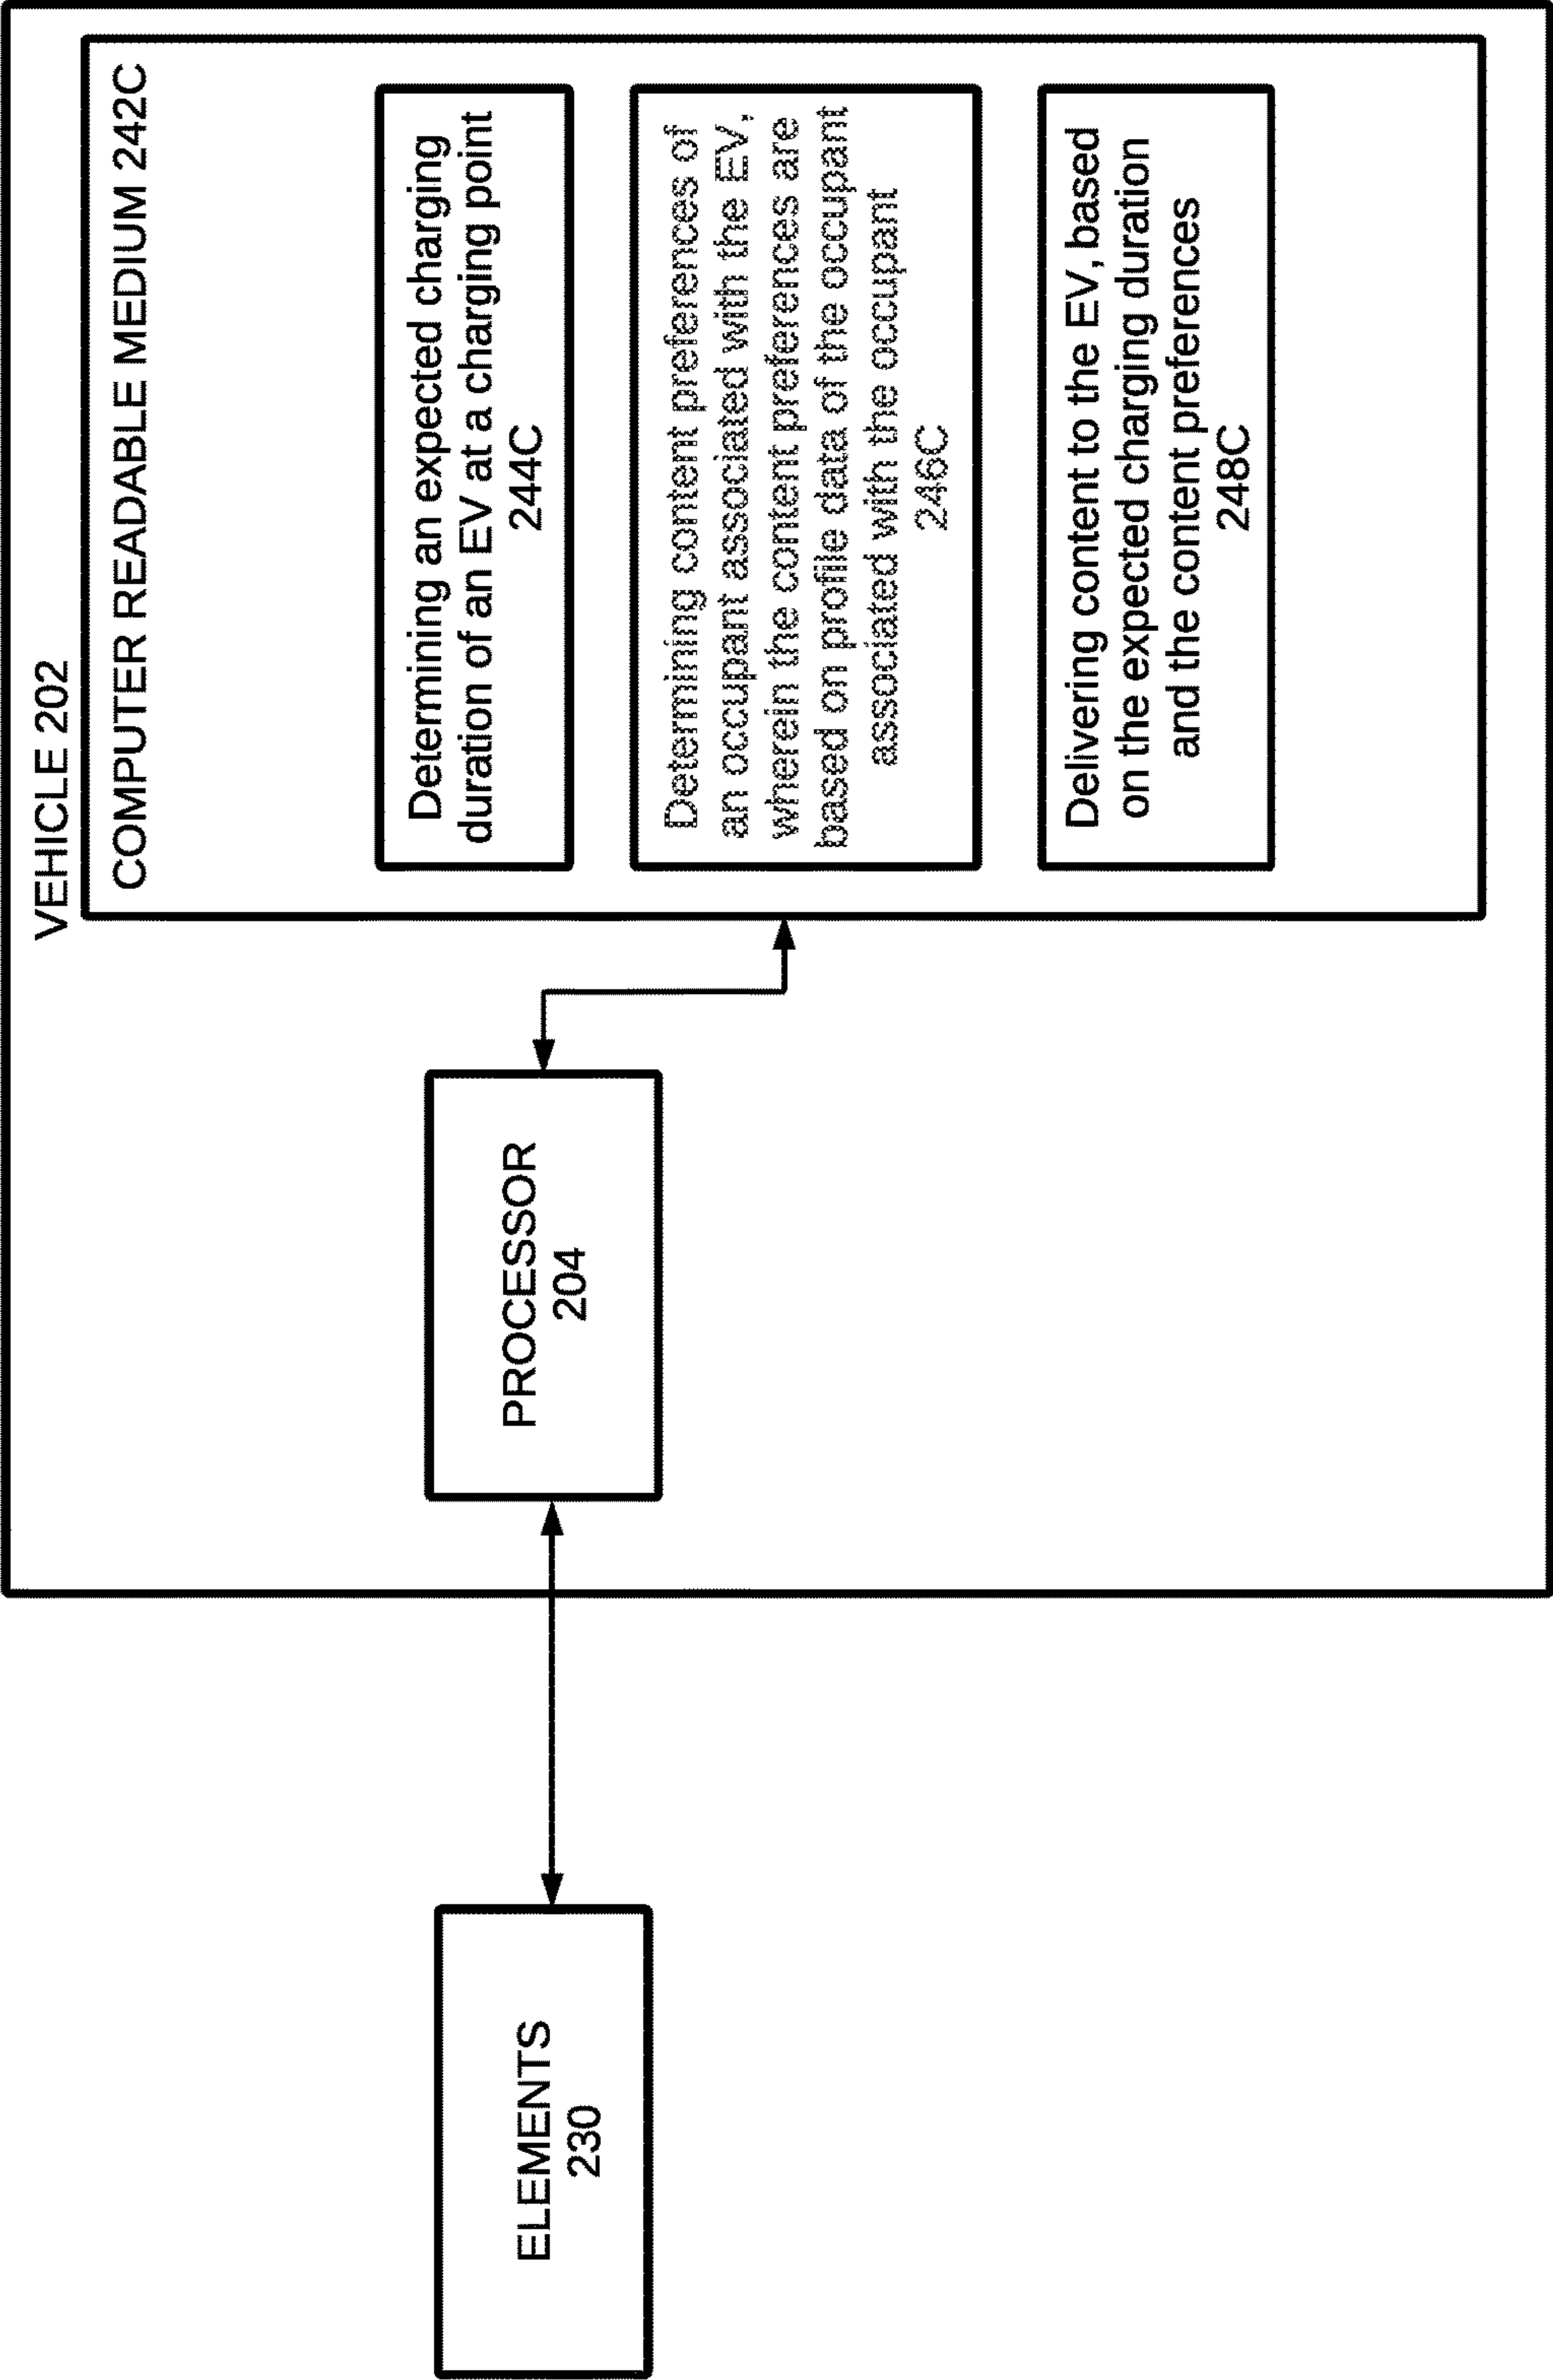 VEHICLE 202
COMPUTER READABLE MEDIUM 242C
Determining an expected charging
duration of an EV at a charging point
244C
Determining content preferences of
an occupant associated with the EV,
wherein the content preferences are
based on profile data of the occupant
associated with the occupant
246C
Delivering content to the EV, based
on the expected charging duration
and the content preferences
248C
PROCESSOR
204
ELEMENTS
230